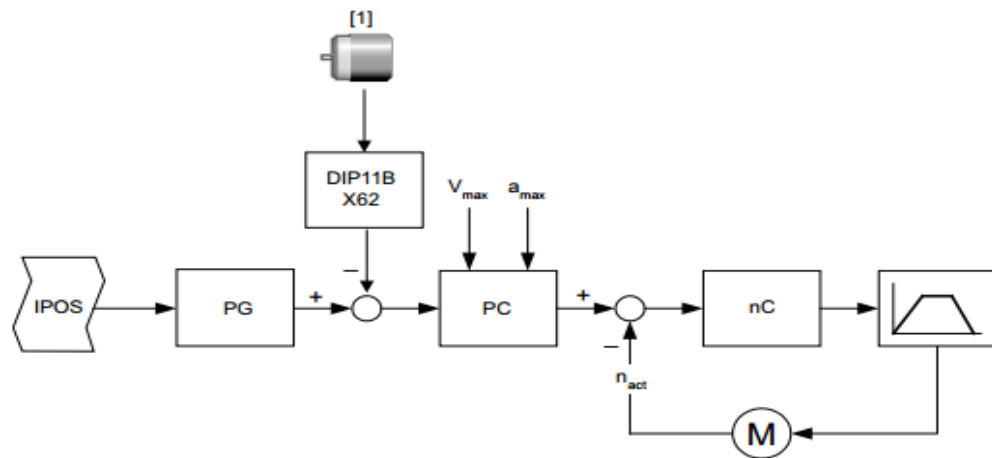 [1]
DIP11B
X62
Vmax
amax
IPOS
PG
+
−
PC
+
−
nC
nact
M